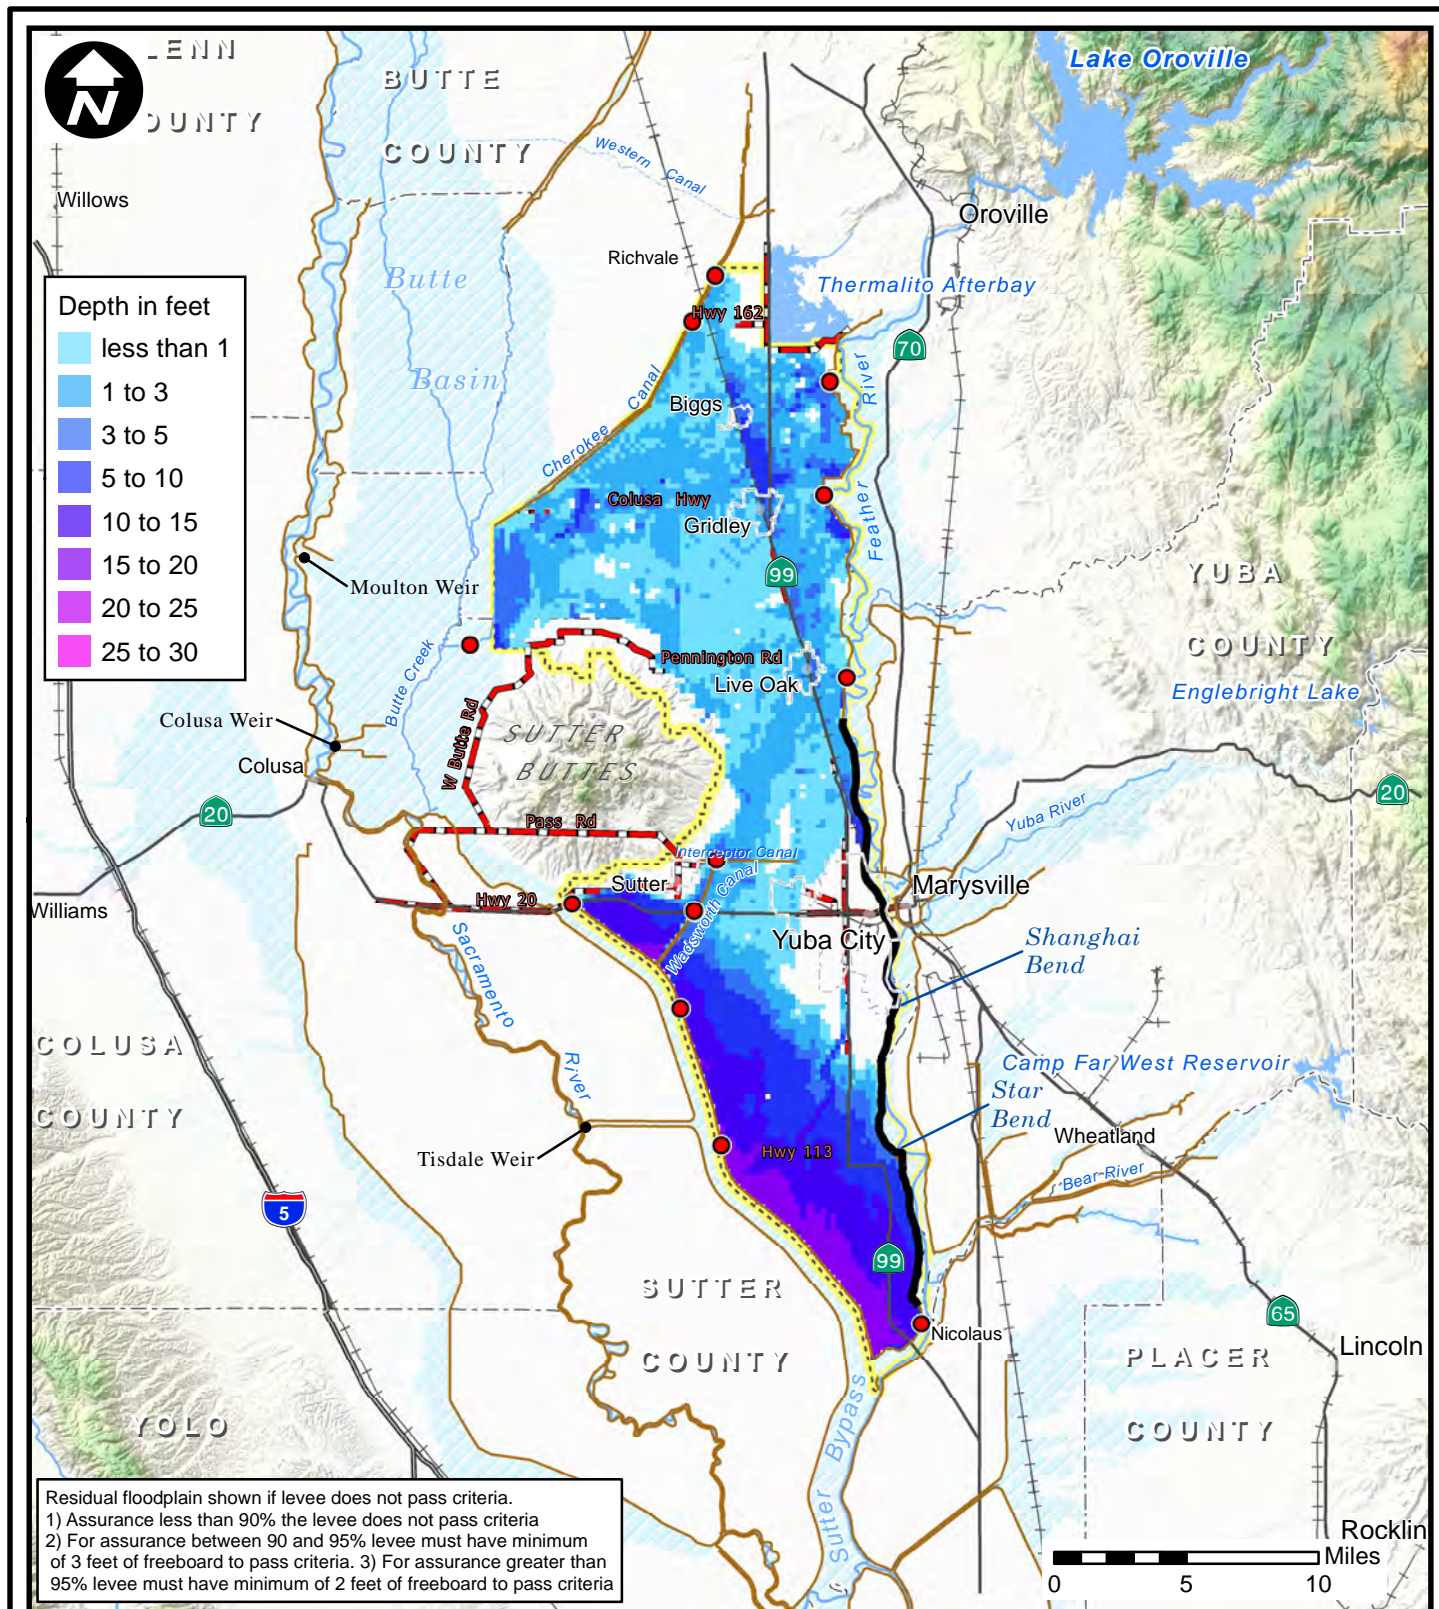 N
LENN
COUNTY
BUTTE
COUNTY
Lake Oroville
Western Canal
Willows
Oroville
Richvale
Thermalito Afterbay
Butte
Basin
Depth in feet
less than 1
1 to 3
3 to 5
5 to 10
10 to 15
15 to 20
20 to 25
25 to 30
Hwy 162
70
Feather River
Cherokee Canal
Biggs
Colusa Hwy
Gridley
99
Moulton Weir
YUBA
COUNTY
Butte Creek
Pennington Rd
Live Oak
Englebright Lake
Colusa Weir
Colusa
W Butte Rd
SUTTER
BUTTES
20
20
Pass Rd
Yuba River
Interceptor Canal
Sutter
Wadsworth Canal
Marysville
Williams
Hwy 20
Yuba City
Shanghai
Bend
Sacramento River
COLUSA
COUNTY
Camp Far West Reservoir
Star
Bend
Wheatland
Tisdale Weir
Hwy 113
Bear River
5
99
SUTTER
COUNTY
Nicolaus
65
Lincoln
PLACER
COUNTY
YOLO
Sutter Bypass
Rocklin
Residual floodplain shown if levee does not pass criteria.
1) Assurance less than 90% the levee does not pass criteria
2) For assurance between 90 and 95% levee must have minimum
of 3 feet of freeboard to pass criteria. 3) For assurance greater than
95% levee must have minimum of 2 feet of freeboard to pass criteria
Miles
0 5 10